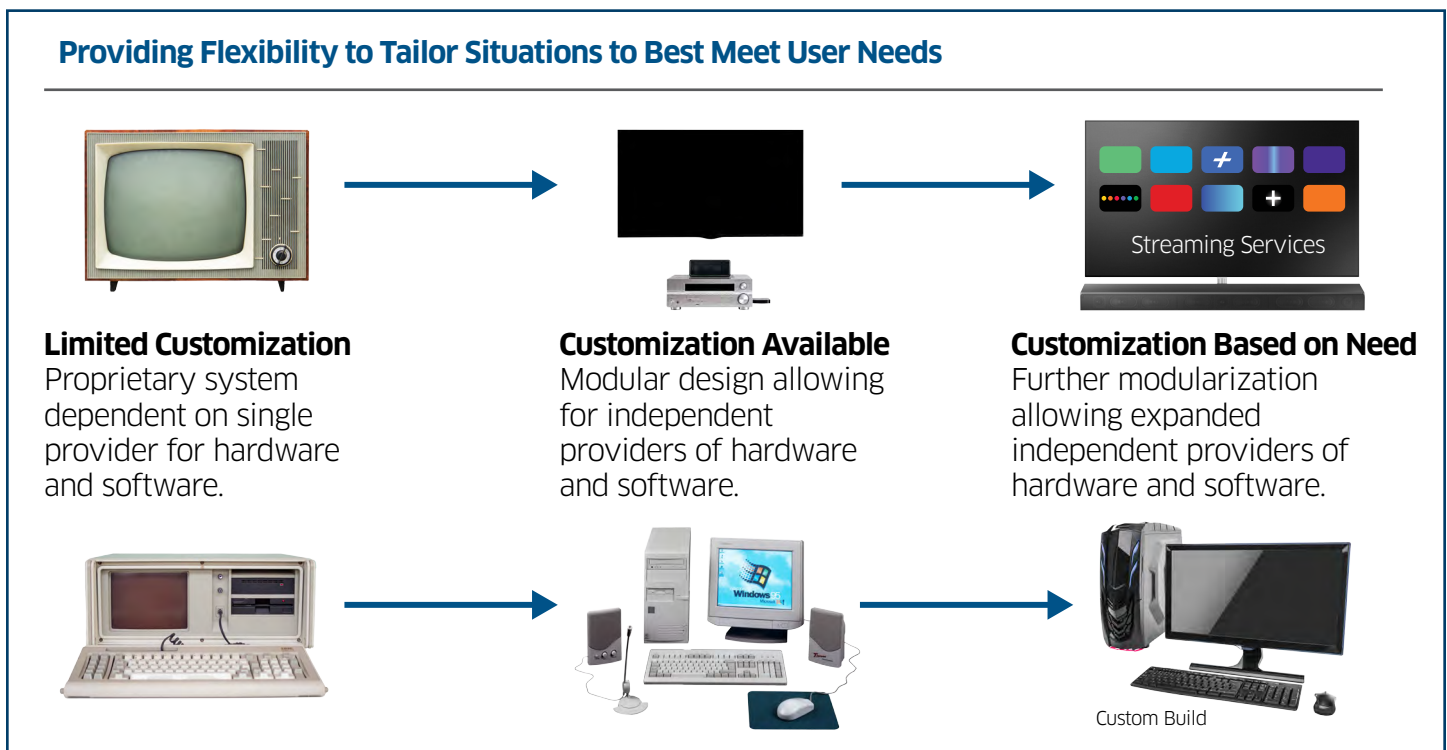 Providing Flexibility to Tailor Situations to Best Meet User Needs
Streaming Services
Limited Customization
Proprietary system
dependent on single
provider for hardware
and software.
Customization Available
Modular design allowing
for independent
providers of hardware
and software.
Customization Based on Need
Further modularization
allowing expanded
independent providers of
hardware and software.
Windows 95
Custom Build